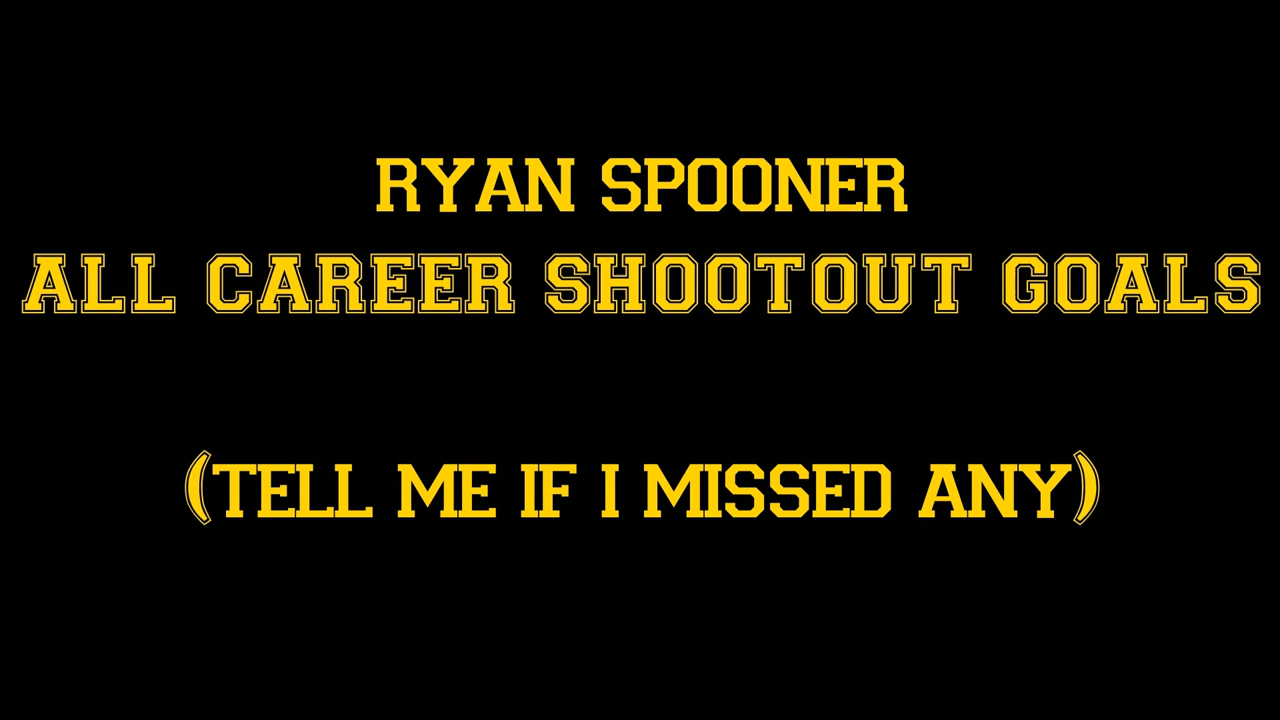 RYAN SPOONER
ALL CAREER SHOOTOUT GOALS
(TELL ME IF I MISSED ANY)